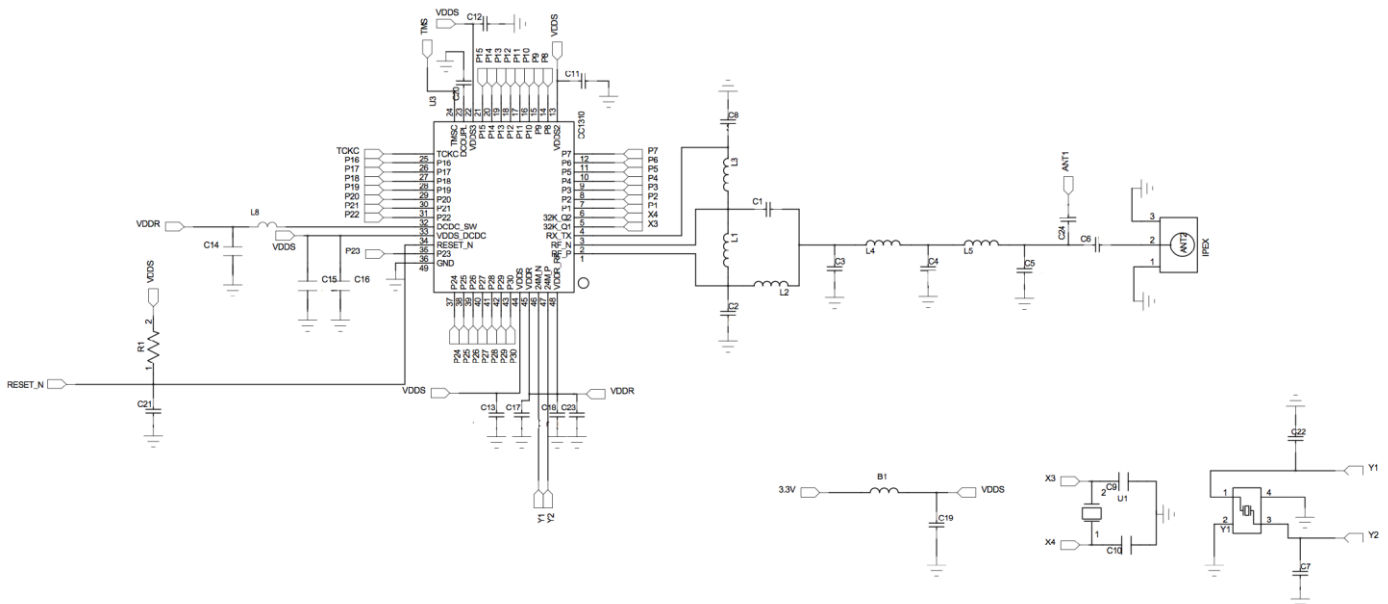 VDDS
C12
TMS
VDDS
P15
P14
P13
P12
P11
P10
P9
P8
C11
C20
U3
24
23
22
21
20
19
18
17
16
15
14
13
TMSC
DCOUPL
VDDS3
P15
P14
P13
P12
P11
P10
P9
P8
VDDS2
CC1310
TCKC
P16
P17
P18
P19
P20
P21
P22
25
26
27
28
29
30
31
32
33
34
35
36
49
TCKC
P16
P17
P18
P19
P20
P21
P22
DCDC_SW
VDDS_DCDC
RESET_N
P23
GND
P7
P6
P5
P4
P3
P2
P1
32K_Q2
32K_Q1
RX_TX
RF_N
RF_P
12
11
10
9
8
7
6
5
4
3
2
1
P7
P6
P5
P4
P3
P2
P1
X4
X3
VDDR
L8
C14
VDDS
P23
C15
C16
P24
P25
P26
P27
P28
P29
P30
VDDS
VDDR
24M_N
24M_P
VDDR_RF
37
38
39
40
41
42
43
44
45
46
47
48
P24
P25
P26
P27
P28
P29
P30
VDDS
2
R1
1
RESET_N
C21
VDDS
C13
C17
C18
C23
VDDR
Y1
Y2
C8
L3
C1
L1
L2
C2
C3
L4
C4
L5
C5
ANT1
C24
C6
3
2
1
ANT2
IPEX
3.3V
B1
VDDS
C19
X3
C9
2
U1
X4
1
C10
C22
Y1
1
4
2
3
Y1
Y2
C7